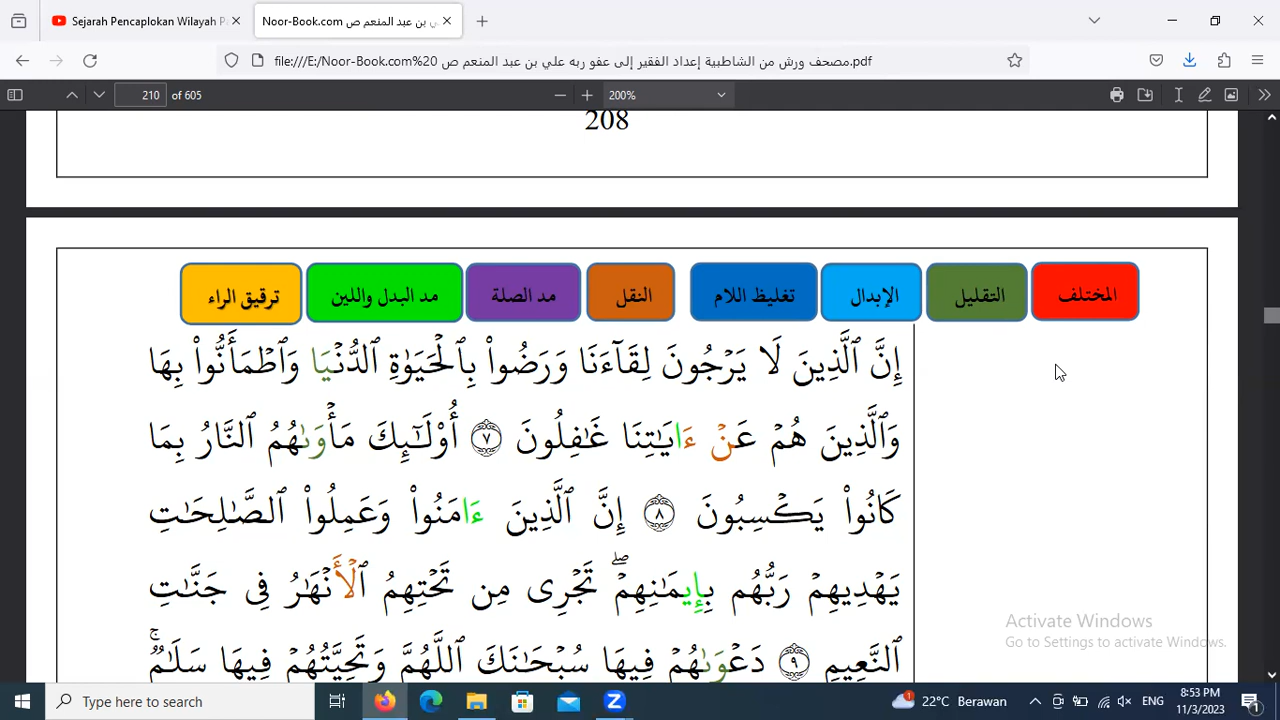 Sejarah Pencaplokan Wilayah P
Noor-Book.com علي بن عبد المنعم ص
file:///E:/Noor-Book.com%20 مصحف ورش من الشاطبية إعداد الفقير إلى عفو ربه علي بن عبد المنعم ص.pdf
210 of 605
200%
208
المختلف
التقليل
الإبدال
تغليظ اللام
النقل
مد الصلة
مد البدل واللين
ترقيق الراء
إِنَّ ٱلَّذِينَ لَا يَرْجُونَ لِقَآءَنَا وَرَضُوا۟ بِٱلْحَيَوٰةِ ٱلدُّنْيَا وَٱطْمَأَنُّوا۟ بِهَا
وَٱلَّذِينَ هُمْ عَنْ ءَايَـٰتِنَا غَـٰفِلُونَ ٧ أُو۟لَـٰٓئِكَ مَأْوَىٰهُمُ ٱلنَّارُ بِمَا
كَانُوا۟ يَكْسِبُونَ ٨ إِنَّ ٱلَّذِينَ ءَامَنُوا۟ وَعَمِلُوا۟ ٱلصَّـٰلِحَـٰتِ
يَهْدِيهِمْ رَبُّهُم بِإِيمَـٰنِهِمْ ۖ تَجْرِى مِن تَحْتِهِمُ ٱلْأَنْهَـٰرُ فِى جَنَّـٰتِ
ٱلنَّعِيمِ ٩ دَعْوَىٰهُمْ فِيهَا سُبْحَـٰنَكَ ٱللَّهُمَّ وَتَحِيَّتُهُمْ فِيهَا سَلَـٰمٌ ۚ
Activate Windows
Go to Settings to activate Windows.
Type here to search
22°C Berawan
ENG
8:53 PM
11/3/2023